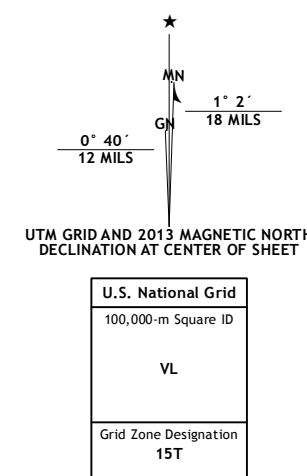 ★
MN
1° 2´
18 MILS
GN
0° 40´
12 MILS
UTM GRID AND 2013 MAGNETIC NORTH
DECLINATION AT CENTER OF SHEET
U.S. National Grid
100,000-m Square ID
VL
Grid Zone Designation
15T